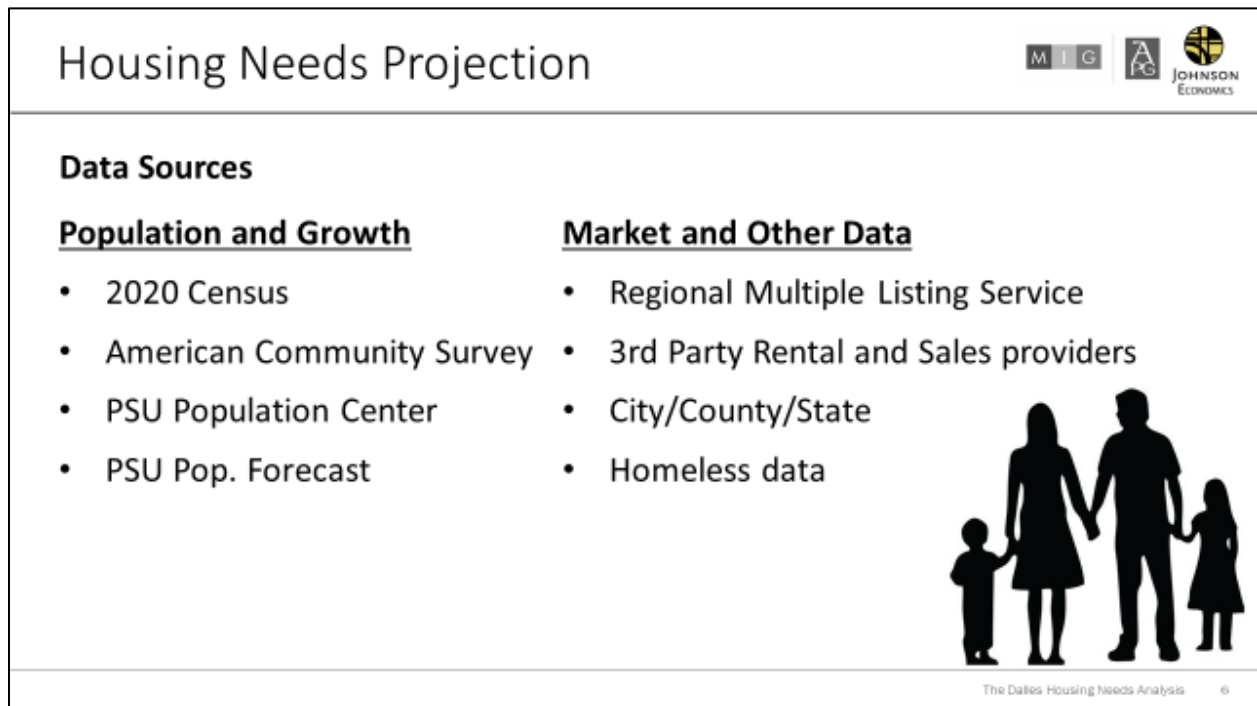 Housing Needs Projection
M I G
APG
JOHNSON
ECONOMICS
Data Sources
Population and Growth
• 2020 Census
• American Community Survey
• PSU Population Center
• PSU Pop. Forecast
Market and Other Data
• Regional Multiple Listing Service
• 3rd Party Rental and Sales providers
• City/County/State
• Homeless data
The Dalles Housing Needs Analysis 6